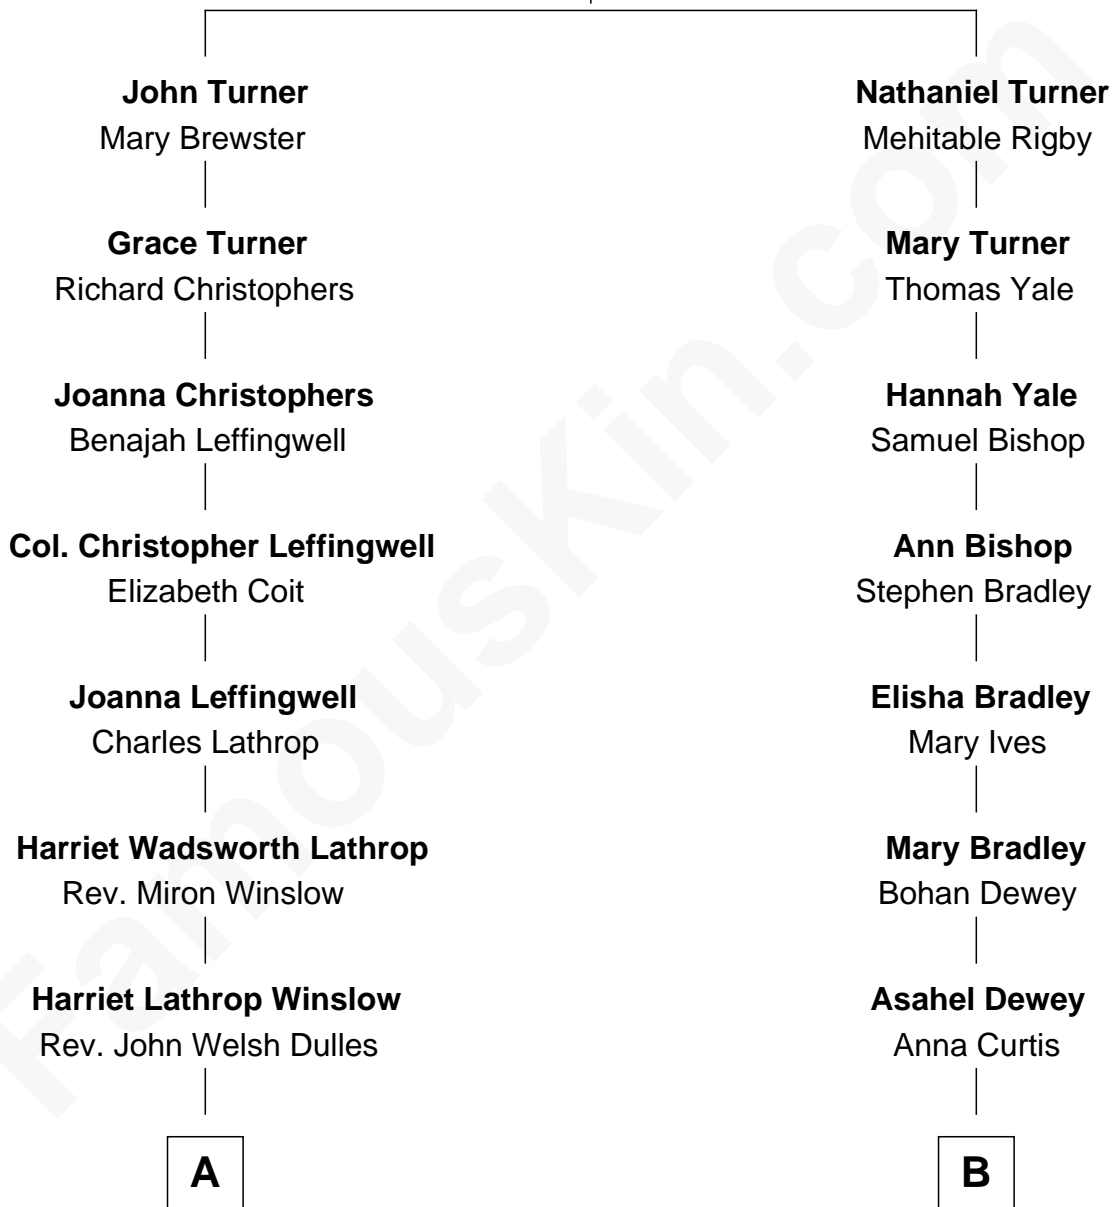 John Turner
Mary Brewster
Grace Turner
Richard Christophers
Joanna Christophers
Benajah Leffingwell
Col. Christopher Leffingwell
Elizabeth Coit
Joanna Leffingwell
Charles Lathrop
Harriet Wadsworth Lathrop
Rev. Miron Winslow
Harriet Lathrop Winslow
Rev. John Welsh Dulles
A
Nathaniel Turner
Mehitable Rigby
Mary Turner
Thomas Yale
Hannah Yale
Samuel Bishop
Ann Bishop
Stephen Bradley
Elisha Bradley
Mary Ives
Mary Bradley
Bohan Dewey
Asahel Dewey
Anna Curtis
B
FamousKin.com